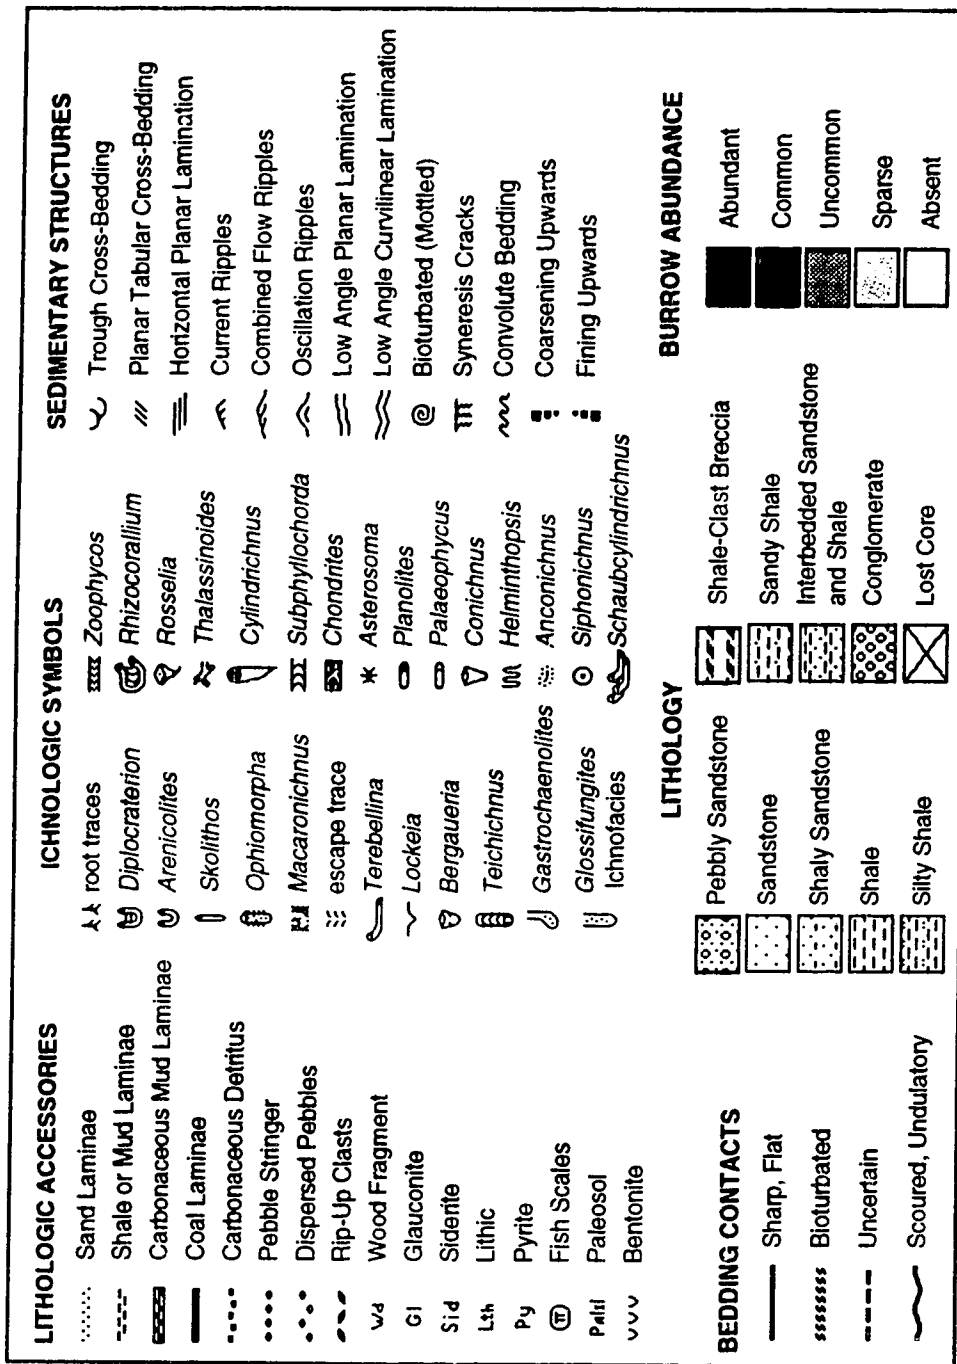 LITHOLOGIC ACCESSORIES
Sand Laminae
Shale or Mud Laminae
Carbonaceous Mud Laminae
Coal Laminae
Carbonaceous Detritus
Pebble Stringer
Dispersed Pebbles
Rip-Up Clasts
Wd Wood Fragment
Gl Glauconite
Sid Siderite
Lth Lithic
Py Pyrite
Fish Scales
Palsl Paleosol
Bentonite
ICHNOLOGIC SYMBOLS
root traces
Diplocraterion
Arenicolites
Skolithos
Ophiomorpha
Macaronichnus
escape trace
Terebellina
Lockeia
Bergaueria
Teichichnus
Gastrochaenolites
Glossifungites
Ichnofacies
Zoophycos
Rhizocorallium
Rosselia
Thalassinoides
Cylindrichnus
Subphyllochorda
Chondrites
Asterosoma
Planolites
Palaeophycus
Conichnus
Helminthopsis
Anconichnus
Siphonichnus
Schaubcylindrichnus
SEDIMENTARY STRUCTURES
Trough Cross-Bedding
Planar Tabular Cross-Bedding
Horizontal Planar Lamination
Current Ripples
Combined Flow Ripples
Oscillation Ripples
Low Angle Planar Lamination
Low Angle Curvilinear Lamination
Bioturbated (Mottled)
Syneresis Cracks
Convolute Bedding
Coarsening Upwards
Fining Upwards
BEDDING CONTACTS
Sharp, Flat
Bioturbated
Uncertain
Scoured, Undulatory
LITHOLOGY
Pebbly Sandstone
Sandstone
Shaly Sandstone
Shale
Silty Shale
Shale-Clast Breccia
Sandy Shale
Interbedded Sandstone
and Shale
Conglomerate
Lost Core
BURROW ABUNDANCE
Abundant
Common
Uncommon
Sparse
Absent